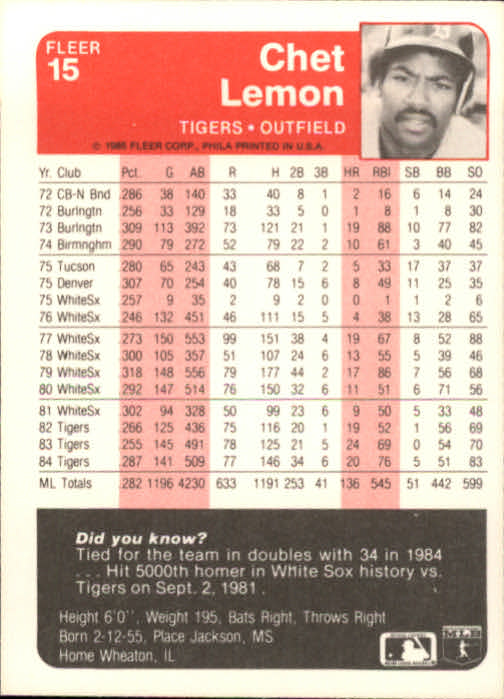 FLEER
15
Chet
Lemon
TIGERS • OUTFIELD
© 1985 FLEER CORP., PHILA PRINTED IN U.S.A.
Yr. Club Pct. G AB R H 2B 3B HR RBI SB BB SO
72 CB-N Bnd .286 38 140 33 40 8 1 2 16 6 14 24
72 Burlngtn .256 33 129 18 33 5 0 1 8 1 8 30
73 Burlngtn .309 113 392 73 121 21 1 19 88 10 77 82
74 Birmnghm .290 79 272 52 79 22 2 10 61 3 40 45
75 Tucson .280 65 243 43 68 7 2 5 33 17 37 37
75 Denver .307 70 254 40 78 15 6 8 49 11 25 35
75 WhiteSx .257 9 35 2 9 2 0 0 1 1 2 6
76 WhiteSx .246 132 451 46 111 15 5 4 38 13 28 65
77 WhiteSx .273 150 553 99 151 38 4 19 67 8 52 88
78 WhiteSx .300 105 357 51 107 24 6 13 55 5 39 46
79 WhiteSx .318 148 556 79 177 44 2 17 86 7 56 68
80 WhiteSx .292 147 514 76 150 32 6 11 51 6 71 56
81 WhiteSx .302 94 328 50 99 23 6 9 50 5 33 48
82 Tigers .266 125 436 75 116 20 1 19 52 1 56 69
83 Tigers .255 145 491 78 125 21 5 24 69 0 54 70
84 Tigers .287 141 509 77 146 34 6 20 76 5 51 83
ML Totals .282 1196 4230 633 1191 253 41 136 545 51 442 599
Did you know?
Tied for the team in doubles with 34 in 1984
. . . Hit 5000th homer in White Sox history vs.
Tigers on Sept. 2, 1981.
Height 6'0'', Weight 195, Bats Right, Throws Right
Born 2-12-55, Place Jackson, MS
Home Wheaton, IL